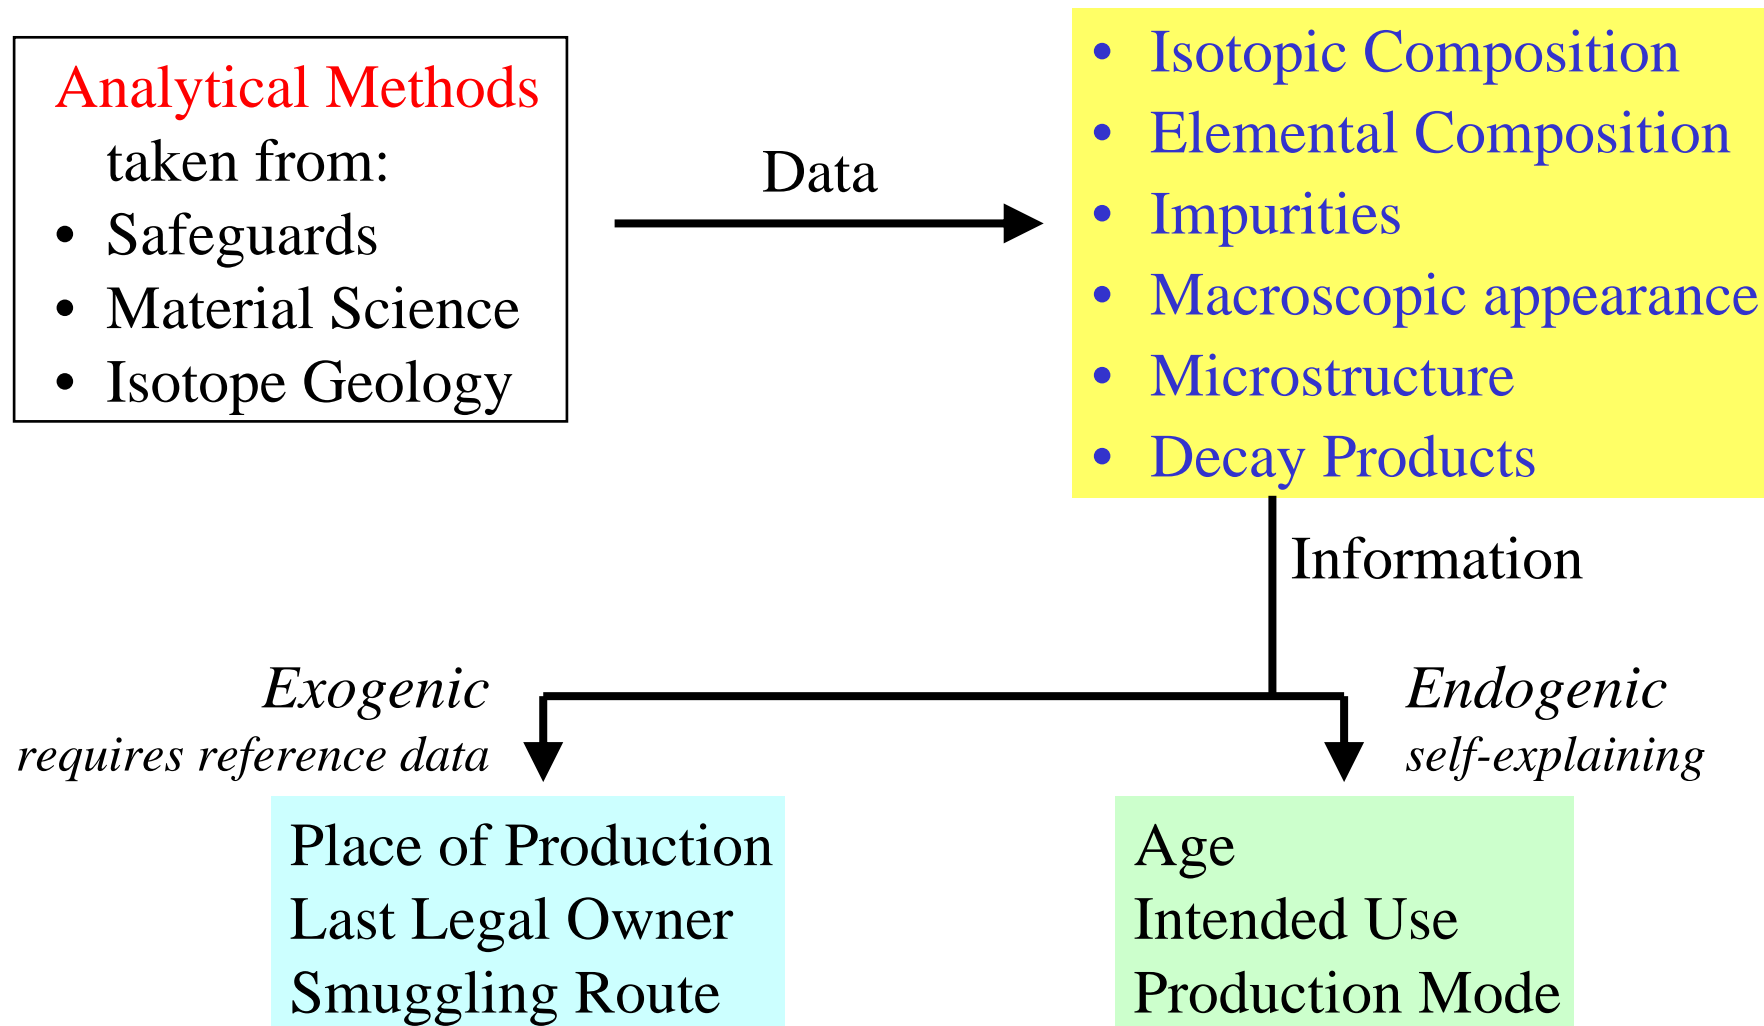 Analytical Methods
taken from:
• Safeguards
• Material Science
• Isotope Geology
Data
• Isotopic Composition
• Elemental Composition
• Impurities
• Macroscopic appearance
• Microstructure
• Decay Products
Information
Exogenic
requires reference data
Endogenic
self-explaining
Place of Production
Last Legal Owner
Smuggling Route
Age
Intended Use
Production Mode